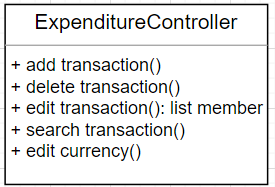 ExpenditureController
+ add transaction()
+ delete transaction()
+ edit transaction(): list member
+ search transaction()
+ edit currency()